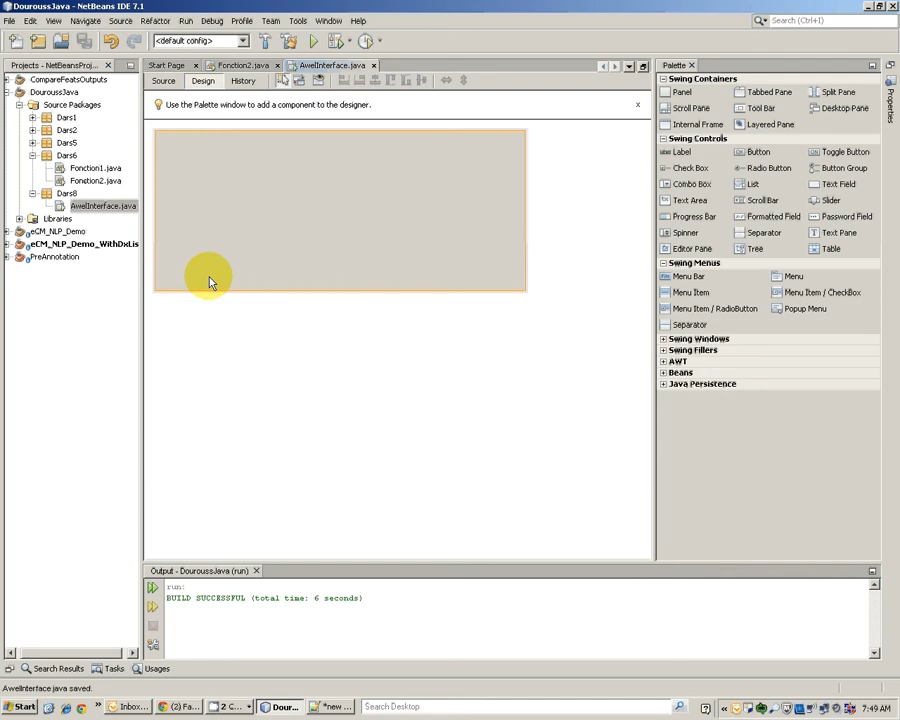 DouroussJava - NetBeans IDE 7.1
File Edit View Navigate Source Refactor Run Debug Profile Team Tools Window Help
<default config>
Search (Ctrl+I)
Projects - NetBeansProj...
Start Page
Fonction2.java
AwelInterface.java
Palette
Properties
CompareFeatsOutputs
DouroussJava
Source Packages
Dars1
Dars2
Dars5
Dars6
Fonction1.java
Fonction2.java
Dars8
AwelInterface.java
Libraries
eCM_NLP_Demo
eCM_NLP_Demo_WithDxLis
PreAnnotation
Source Design History
Use the Palette window to add a component to the designer.
x
Swing Containers
Panel Tabbed Pane Split Pane
Scroll Pane Tool Bar Desktop Pane
Internal Frame Layered Pane
Swing Controls
label Label Button Toggle Button
Check Box Radio Button Button Group
Combo Box List Text Field
Text Area Scroll Bar Slider
Progress Bar Formatted Field Password Field
Spinner Separator Text Pane
Editor Pane Tree Table
Swing Menus
Menu Bar Menu
Menu Item Menu Item / CheckBox
Menu Item / RadioButton Popup Menu
Separator
Swing Windows
Swing Fillers
AWT
Beans
Java Persistence
Output - DouroussJava (run)
run:
BUILD SUCCESSFUL (total time: 6 seconds)
Search Results Tasks Usages
AwelInterface.java saved.
Start
»
Inbox...
(2) Fa...
2 C...
Dour...
*new ...
Search Desktop
«
7:49 AM